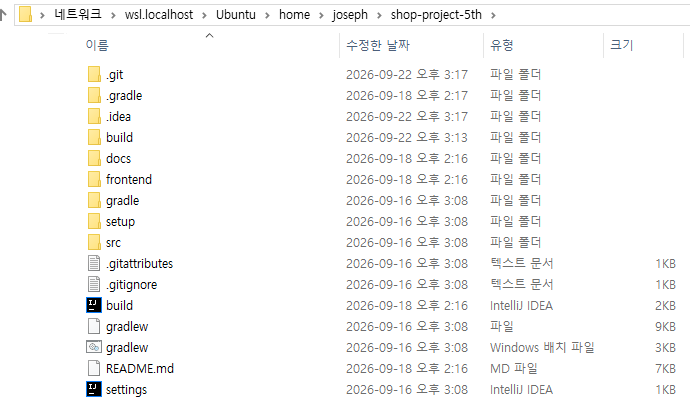 네트워크 > wsl.localhost > Ubuntu > home > joseph > shop-project-5th >
이름 수정한 날짜 유형 크기
.git 2026-09-22 오후 3:17 파일 폴더
.gradle 2026-09-18 오후 2:17 파일 폴더
.idea 2026-09-22 오후 3:17 파일 폴더
build 2026-09-22 오후 3:13 파일 폴더
docs 2026-09-18 오후 2:16 파일 폴더
frontend 2026-09-18 오후 2:16 파일 폴더
gradle 2026-09-16 오후 3:08 파일 폴더
setup 2026-09-16 오후 3:08 파일 폴더
src 2026-09-16 오후 3:08 파일 폴더
.gitattributes 2026-09-16 오후 3:08 텍스트 문서 1KB
.gitignore 2026-09-16 오후 3:08 텍스트 문서 1KB
build 2026-09-18 오후 2:16 IntelliJ IDEA 2KB
gradlew 2026-09-16 오후 3:08 파일 9KB
gradlew 2026-09-16 오후 3:08 Windows 배치 파일 3KB
README.md 2026-09-18 오후 2:16 MD 파일 7KB
settings 2026-09-16 오후 3:08 IntelliJ IDEA 1KB